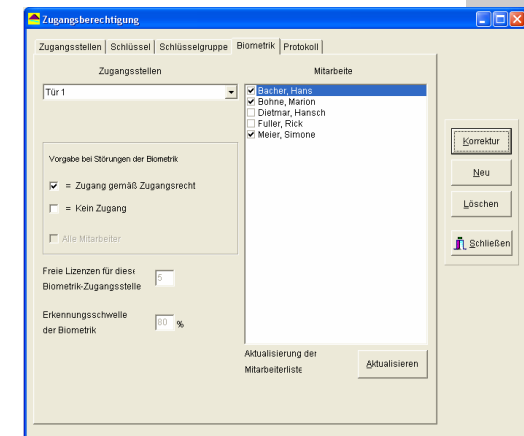 Zugangsberechtigung
Zugangsstellen Schlüssel Schlüsselgruppe Biometrik Protokoll
Zugangsstellen
Tür 1
Vorgabe bei Störungen der Biometrik
= Zugang gemäß Zugangsrecht
= Kein Zugang
Alle Mitarbeiter
Freie Lizenzen für diese
Biometrik-Zugangsstelle
5
Erkennungsschwelle
der Biometrik
80 %
Mitarbeite
Bacher, Hans
Bohne, Marion
Dietmar, Hansch
Fuller, Rick
Meier, Simone
Aktualisierung der
Mitarbeiterliste
Aktualisieren
Korrektur
Neu
Löschen
Schließen